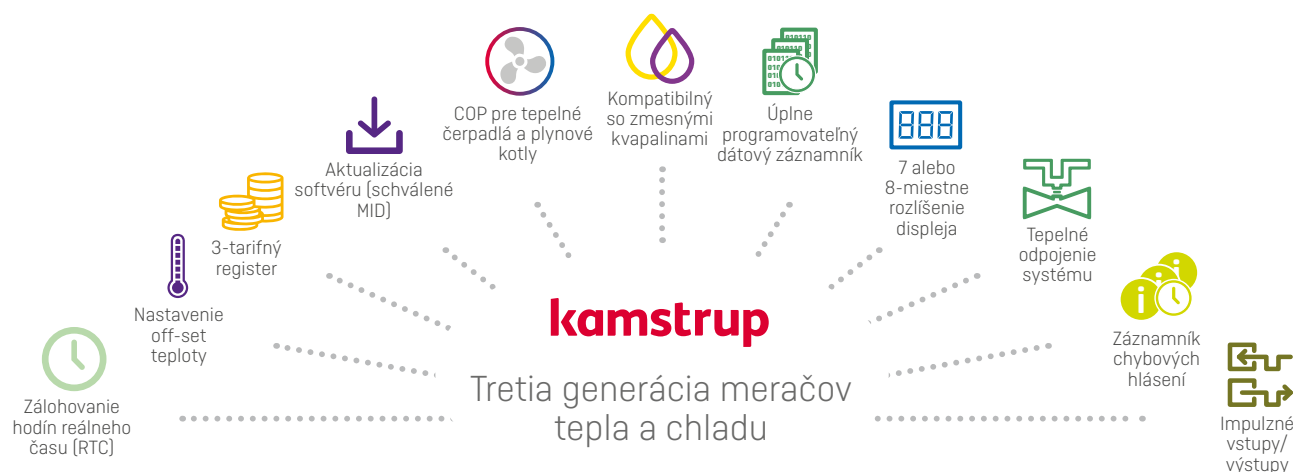 Zálohovanie
hodín reálneho
času (RTC)
Nastavenie
off-set
teploty
3-tarifný
register
Aktualizácia
softvéru (schválené
MID)
COP pre tepelné
čerpadlá a plynové
kotly
Kompatibilný
so zmesnými
kvapalinami
Úplne
programovateľný
dátový záznamník
888
7 alebo
8-miestne
rozlíšenie
displeja
Tepelné
odpojenie
systému
Záznamník
chybových
hlásení
Impulzné
vstupy/
výstupy
kamstrup
Tretia generácia meračov
tepla a chladu